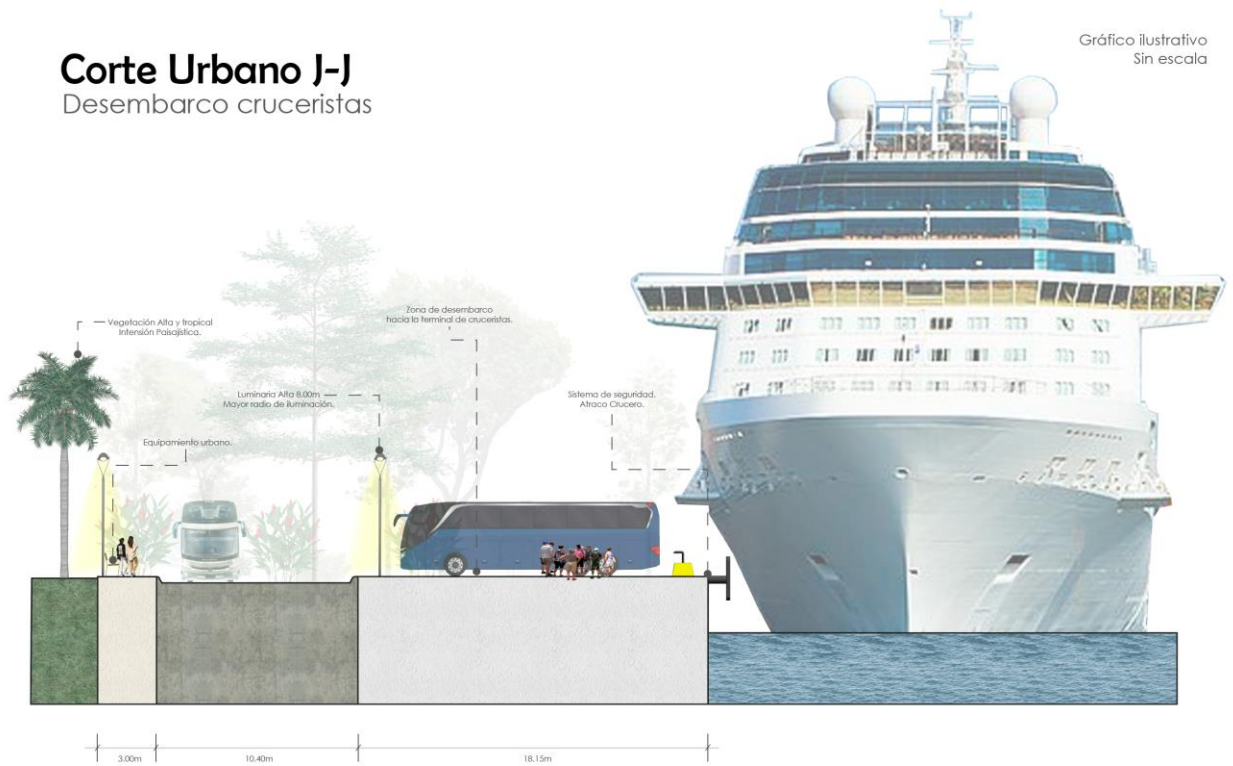 Corte Urbano J-J
Desembarco cruceristas
Gráfico ilustrativo
Sin escala
Vegetación Alta y tropical
Intensión Paisajística.
Zona de desembarco
hacia la terminal de cruceristas.
Luminaria Alta 8.00m
Mayor radio de iluminación.
Sistema de seguridad.
Atraco Crucero.
Equipamiento urbano.
3.00m
10.40m
18.15m